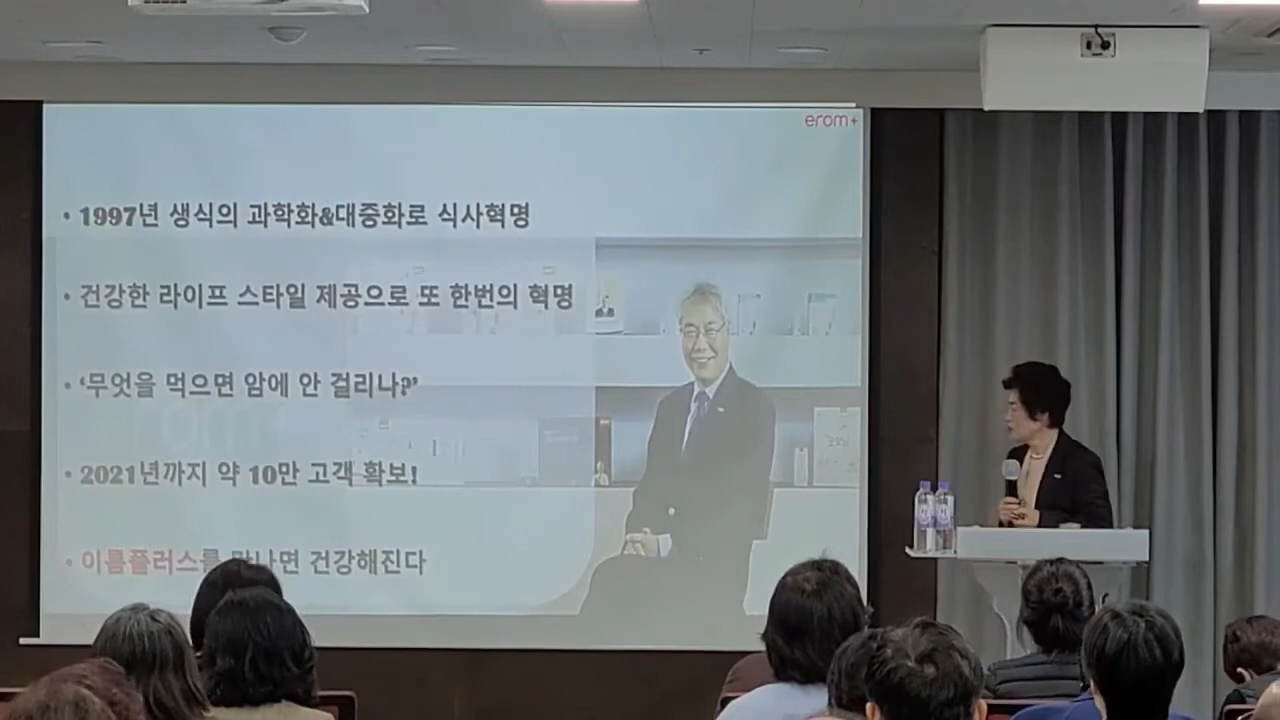 erom+
• 1997년 생식의 과학화&대중화로 식사혁명
• 건강한 라이프 스타일 제공으로 또 한번의 혁명
• ‘무엇을 먹으면 암에 안 걸리나?’
• 2021년까지 약 10만 고객 확보!
• 이롬플러스를 만나면 건강해진다